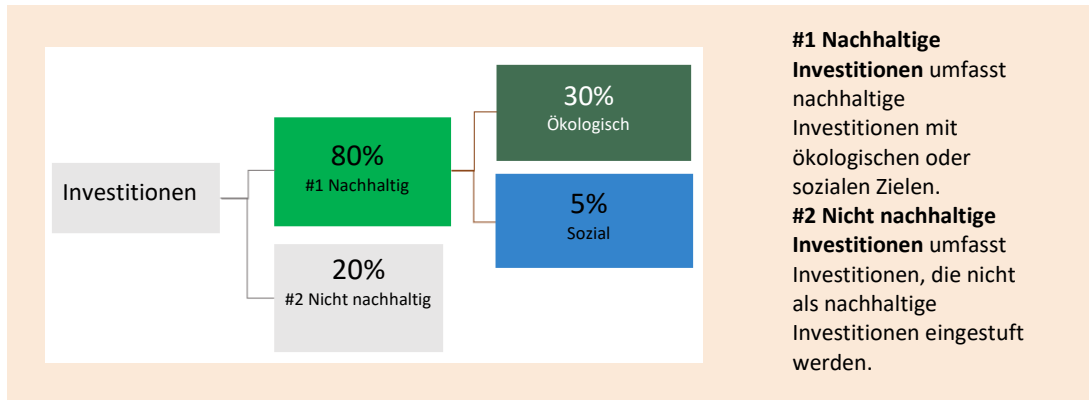 Investitionen
80%
#1 Nachhaltig
20%
#2 Nicht nachhaltig
30%
Ökologisch
5%
Sozial
#1 Nachhaltige
Investitionen umfasst
nachhaltige
Investitionen mit
ökologischen oder
sozialen Zielen.
#2 Nicht nachhaltige
Investitionen umfasst
Investitionen, die nicht
als nachhaltige
Investitionen eingestuft
werden.